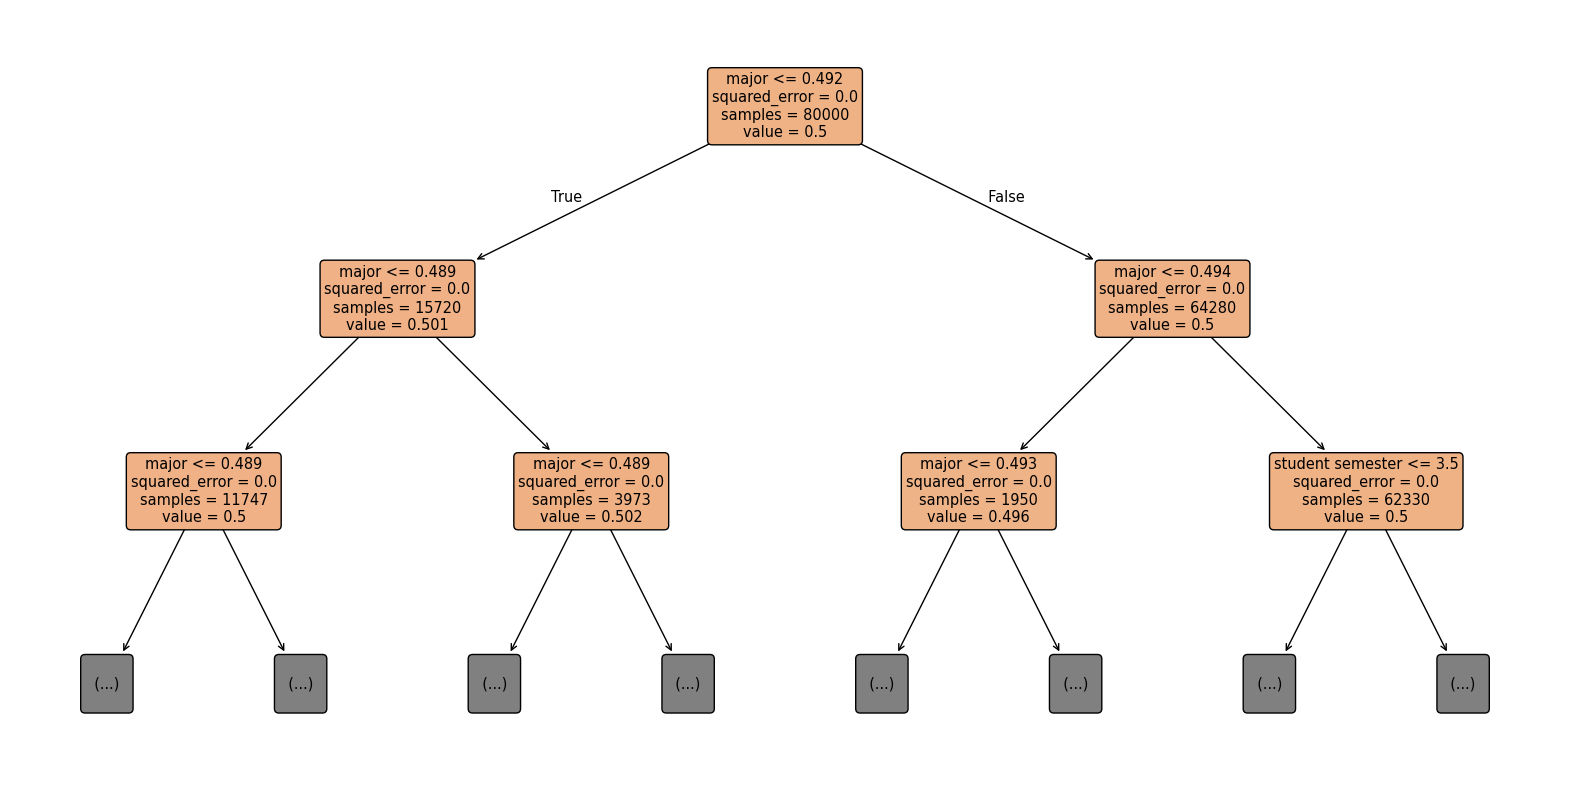 major <= 0.492
squared_error = 0.0
samples = 80000
value = 0.5
True
False
major <= 0.489
squared_error = 0.0
samples = 15720
value = 0.501
major <= 0.494
squared_error = 0.0
samples = 64280
value = 0.5
major <= 0.489
squared_error = 0.0
samples = 11747
value = 0.5
major <= 0.489
squared_error = 0.0
samples = 3973
value = 0.502
major <= 0.493
squared_error = 0.0
samples = 1950
value = 0.496
student semester <= 3.5
squared_error = 0.0
samples = 62330
value = 0.5
(...)
(...)
(...)
(...)
(...)
(...)
(...)
(...)